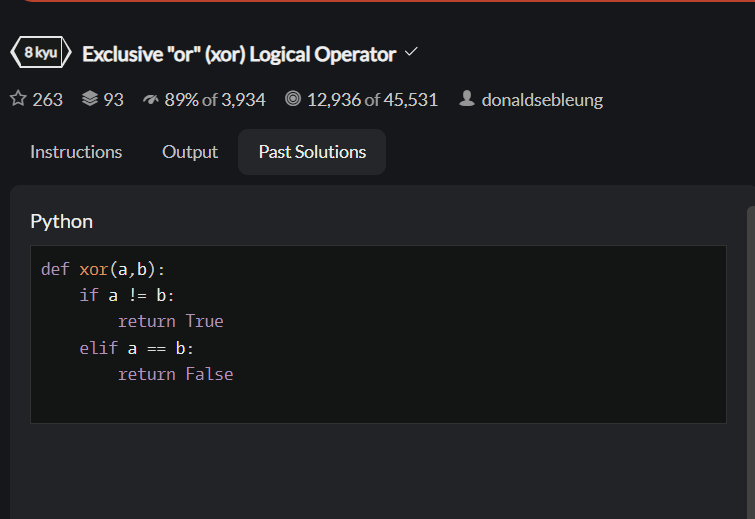 8 kyu Exclusive "or" (xor) Logical Operator
263 93 89% of 3,934 12,936 of 45,531 donaldsebleung
Instructions Output Past Solutions
Python
def xor(a,b):
    if a != b:
        return True
    elif a == b:
        return False